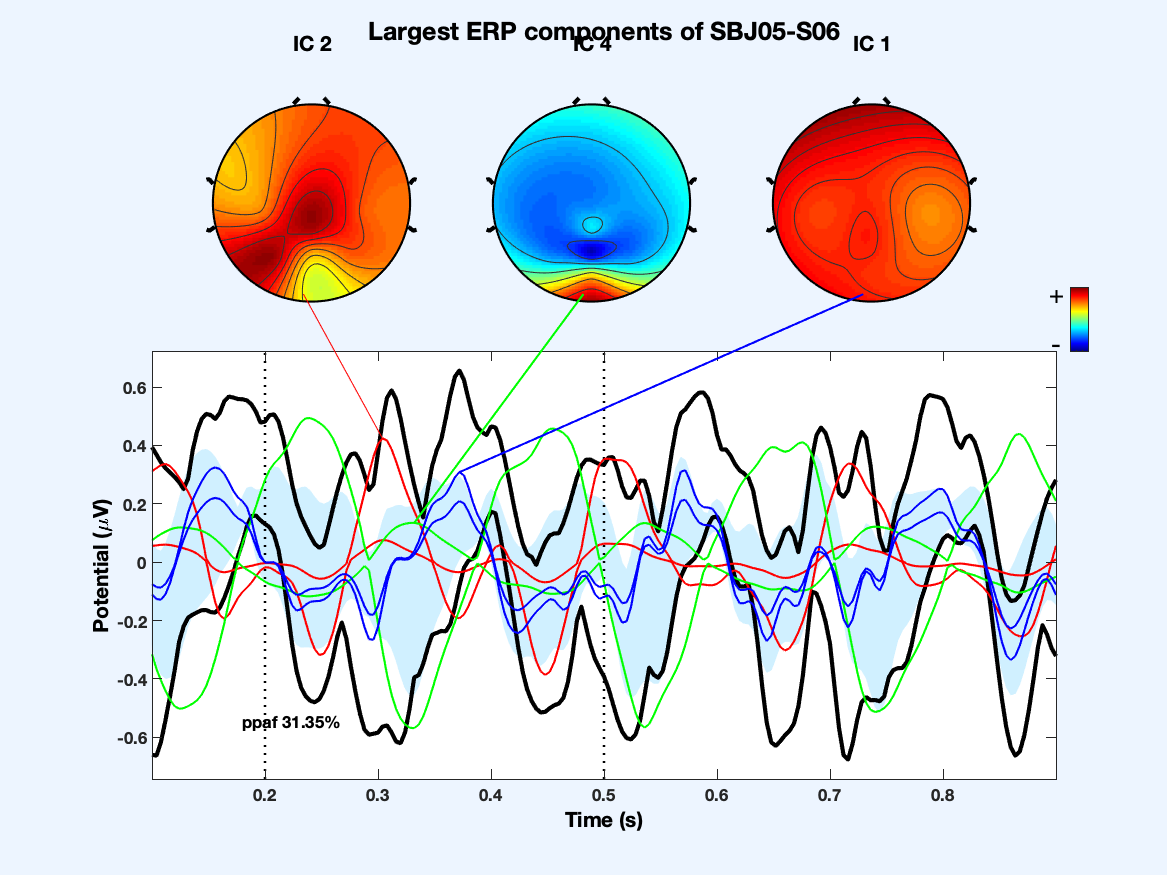 Largest ERP components of SBJ05-S06
IC 2
IC 4
IC 1
+
-
0.6
0.4
0.2
0
-0.2
-0.4
-0.6
Potential (μV)
ppaf 31.35%
0.2
0.3
0.4
0.5
0.6
0.7
0.8
Time (s)